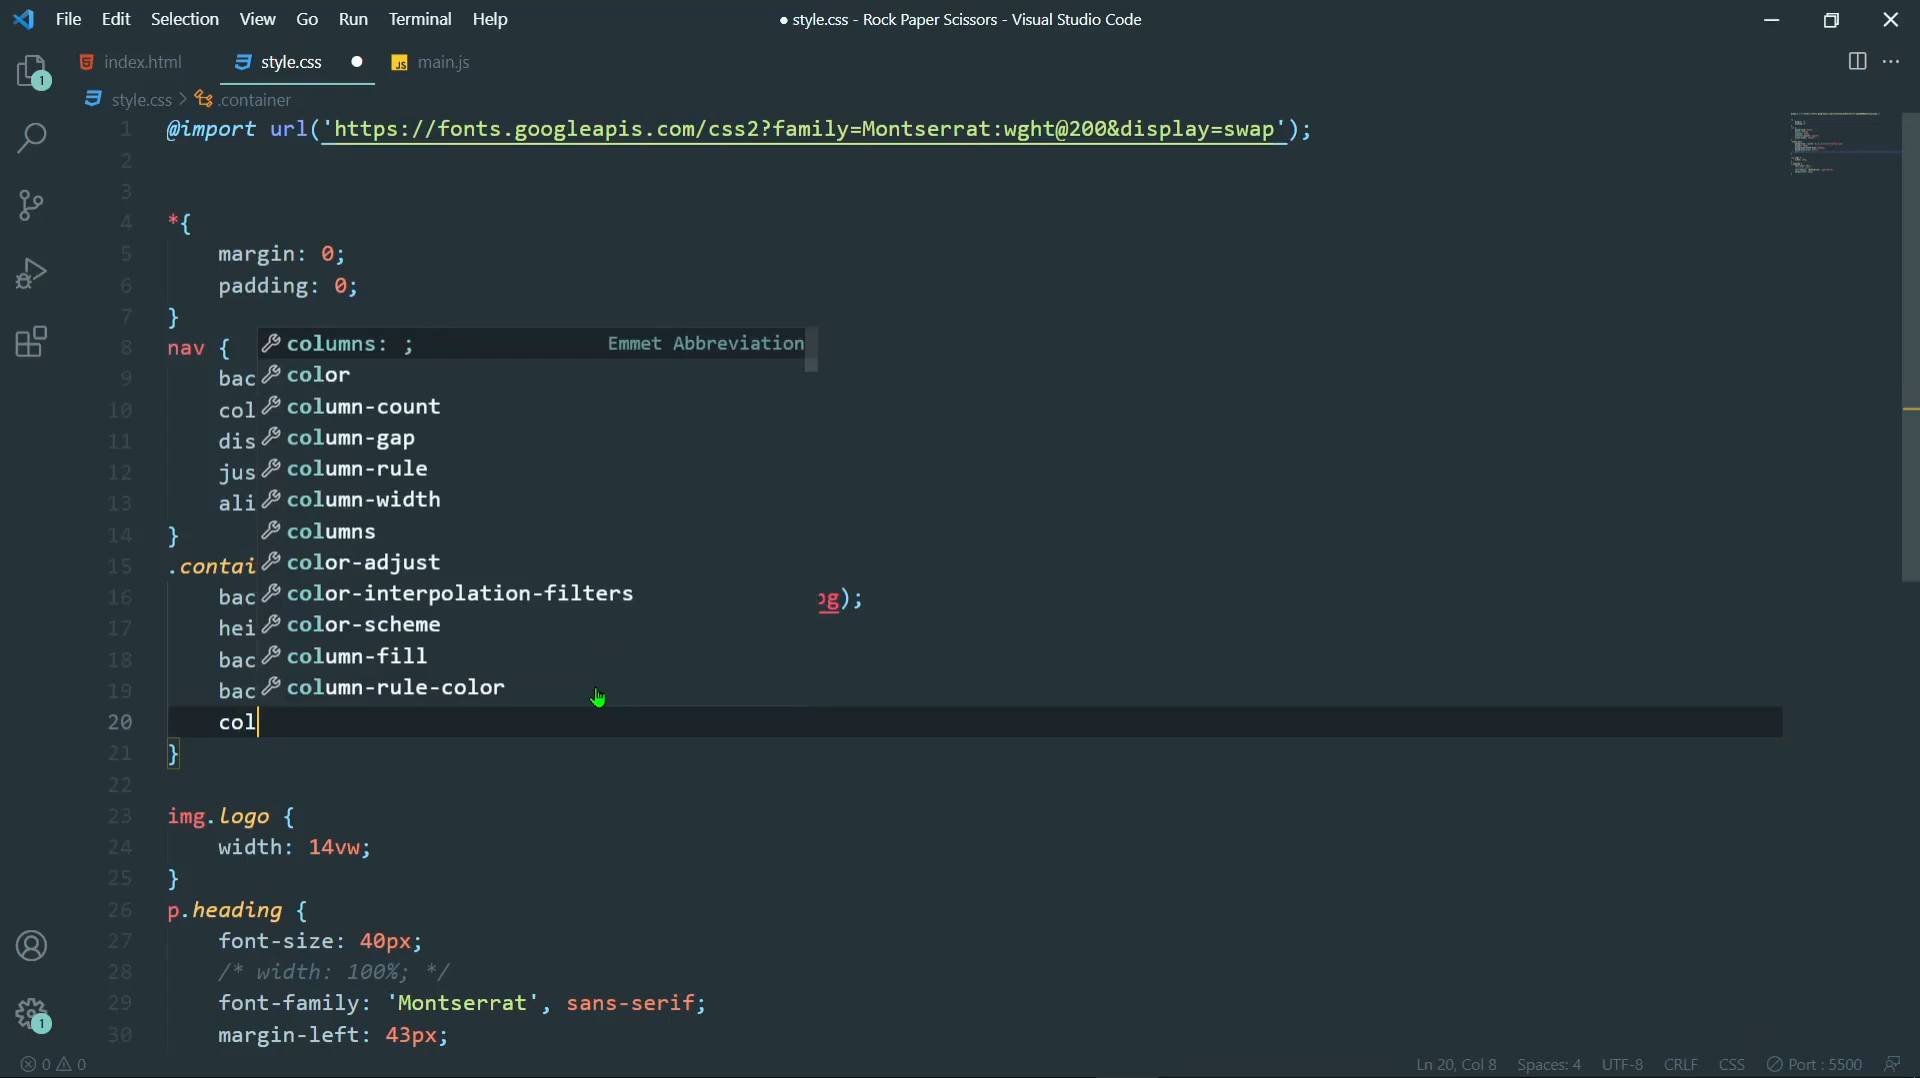 File Edit Selection View Go Run Terminal Help
● style.css - Rock Paper Scissors - Visual Studio Code
index.html
style.css
JS main.js
1
style.css > .container
1 @import url('https://fonts.googleapis.com/css2?family=Montserrat:wght@200&display=swap');
2
3
4 *{
5 margin: 0;
6 padding: 0;
7 }
8 nav {
columns: ; Emmet Abbreviation
9 bac
color
10 col
column-count
11 dis
column-gap
12 jus
column-rule
13 ali
column-width
14 }
columns
15 .contai
color-adjust
16 bac
color-interpolation-filters
g);
17 hei
color-scheme
18 bac
column-fill
19 bac
column-rule-color
20 col
21 }
22
23 img.logo {
24 width: 14vw;
25 }
26 p.heading {
27 font-size: 40px;
28 /* width: 100%; */
29 font-family: 'Montserrat', sans-serif;
30 margin-left: 43px;
1
0 0
Ln 20, Col 8 Spaces: 4 UTF-8 CRLF CSS Port : 5500